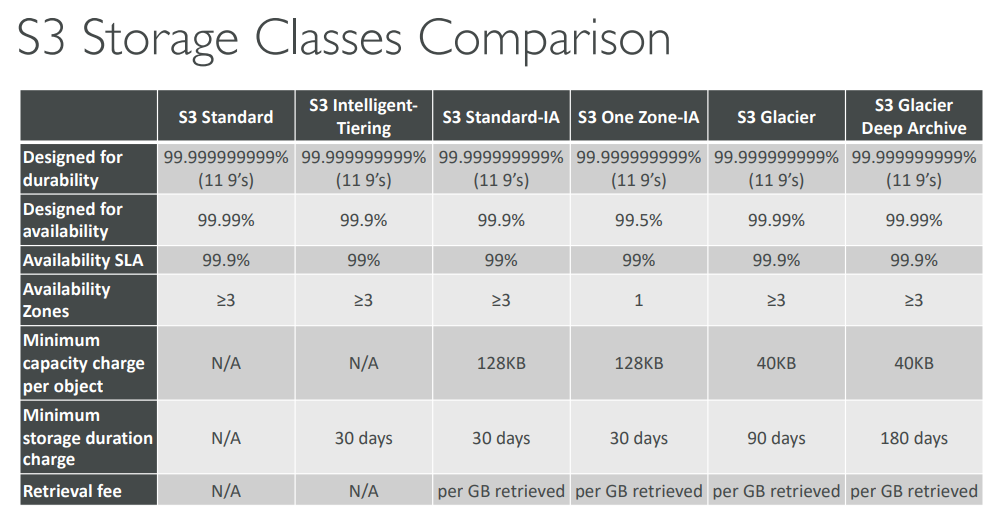 S3 Storage Classes Comparison
S3 Standard
S3 Intelligent-
Tiering
S3 Standard-IA
S3 One Zone-IA
S3 Glacier
S3 Glacier
Deep Archive
Designed for
durability
99.999999999%
(11 9’s)
99.999999999%
(11 9’s)
99.999999999%
(11 9’s)
99.999999999%
(11 9’s)
99.999999999%
(11 9’s)
99.999999999%
(11 9’s)
Designed for
availability
99.99%
99.9%
99.9%
99.5%
99.99%
99.99%
Availability SLA
99.9%
99%
99%
99%
99.9%
99.9%
Availability
Zones
≥3
≥3
≥3
1
≥3
≥3
Minimum
capacity charge
per object
N/A
N/A
128KB
128KB
40KB
40KB
Minimum
storage duration
charge
N/A
30 days
30 days
30 days
90 days
180 days
Retrieval fee
N/A
N/A
per GB retrieved
per GB retrieved
per GB retrieved
per GB retrieved